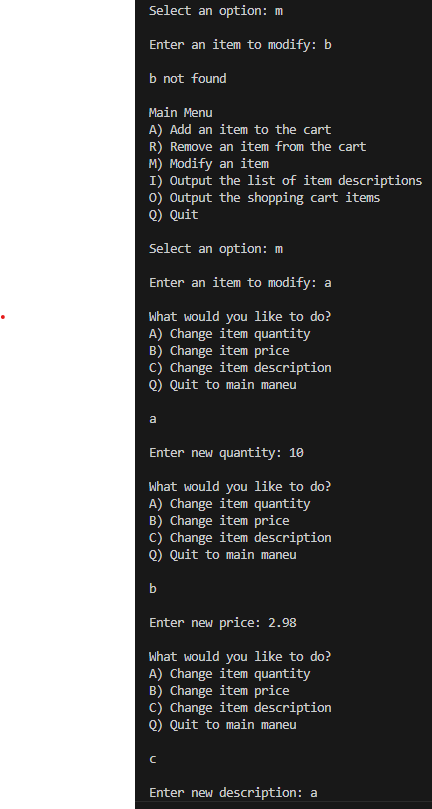 Select an option: m
Enter an item to modify: b
b not found
Main Menu
A) Add an item to the cart
R) Remove an item from the cart
M) Modify an item
I) Output the list of item descriptions
O) Output the shopping cart items
Q) Quit
Select an option: m
Enter an item to modify: a
What would you like to do?
A) Change item quantity
B) Change item price
C) Change item description
Q) Quit to main maneu
a
Enter new quantity: 10
What would you like to do?
A) Change item quantity
B) Change item price
C) Change item description
Q) Quit to main maneu
b
Enter new price: 2.98
What would you like to do?
A) Change item quantity
B) Change item price
C) Change item description
Q) Quit to main maneu
c
Enter new description: a